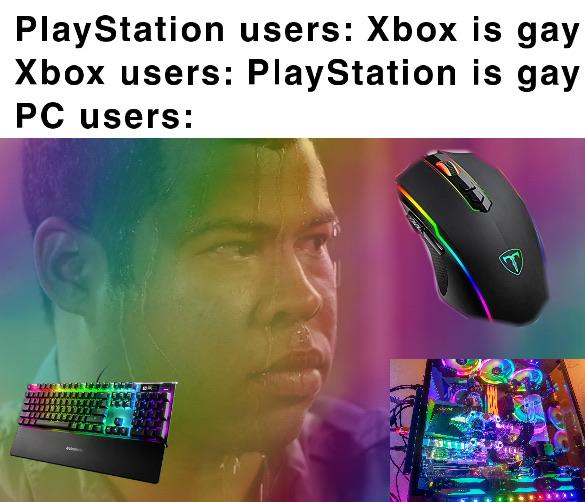 PlayStation users: Xbox is gay
Xbox users: PlayStation is gay
PC users: